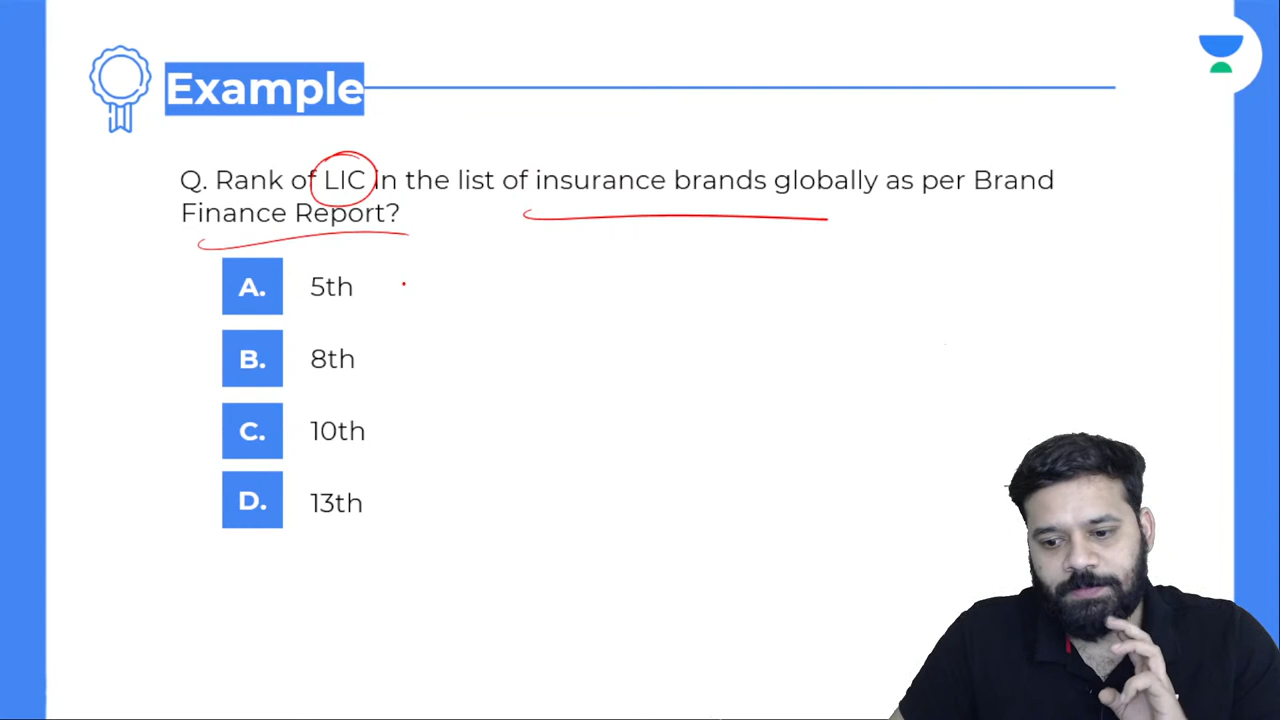 Example
Q. Rank of LIC in the list of insurance brands globally as per Brand
Finance Report?
A. 5th
B. 8th
C. 10th
D. 13th